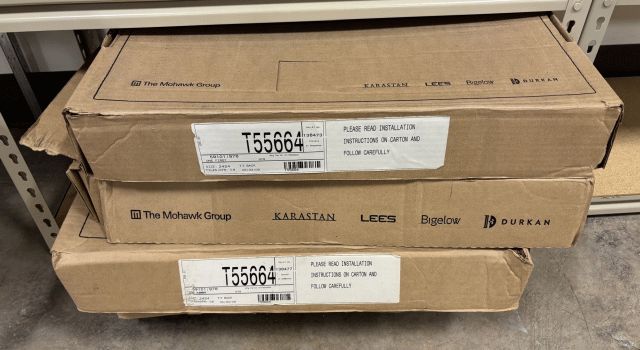 The Mohawk Group KARASTAN LEES Bigelow DURKAN
T55664
PLEASE READ INSTALLATION
INSTRUCTIONS ON CARTON AND
FOLLOW CAREFULLY
The Mohawk Group KARASTAN LEES Bigelow DURKAN
T55664
PLEASE READ INSTALLATION
INSTRUCTIONS ON CARTON AND
FOLLOW CAREFULLY